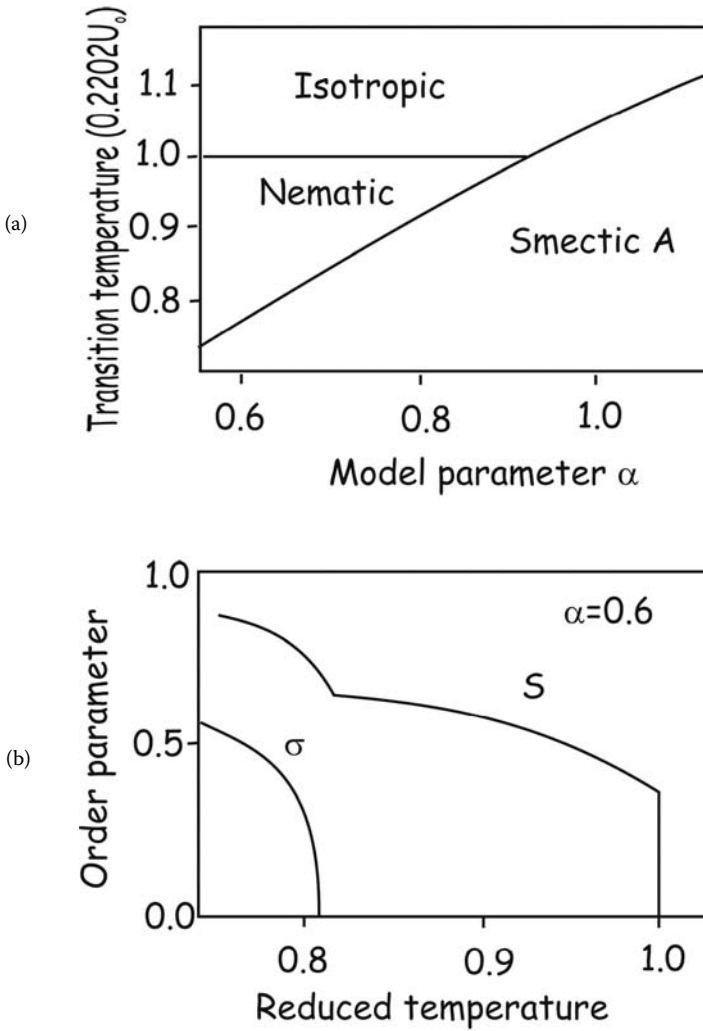 (a)
Transition temperature (0.2202U₀)
1.1
1.0
0.9
0.8
Isotropic
Nematic
Smectic A
0.6
0.8
1.0
Model parameter α
(b)
Order parameter
1.0
0.5
0.0
α=0.6
S
σ
0.8
0.9
1.0
Reduced temperature